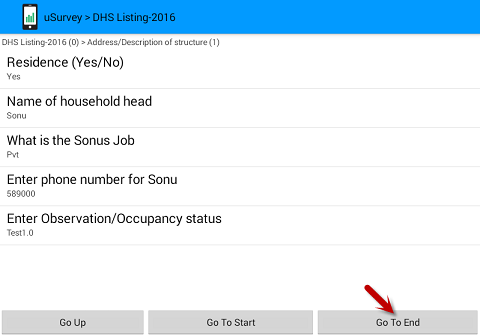 uSurvey > DHS Listing-2016
DHS Listing-2016 (0) > Address/Description of structure (1)
Residence (Yes/No)
Yes
Name of household head
Sonu
What is the Sonus Job
Pvt
Enter phone number for Sonu
589000
Enter Observation/Occupancy status
Test1.0
Go Up
Go To Start
Go To End